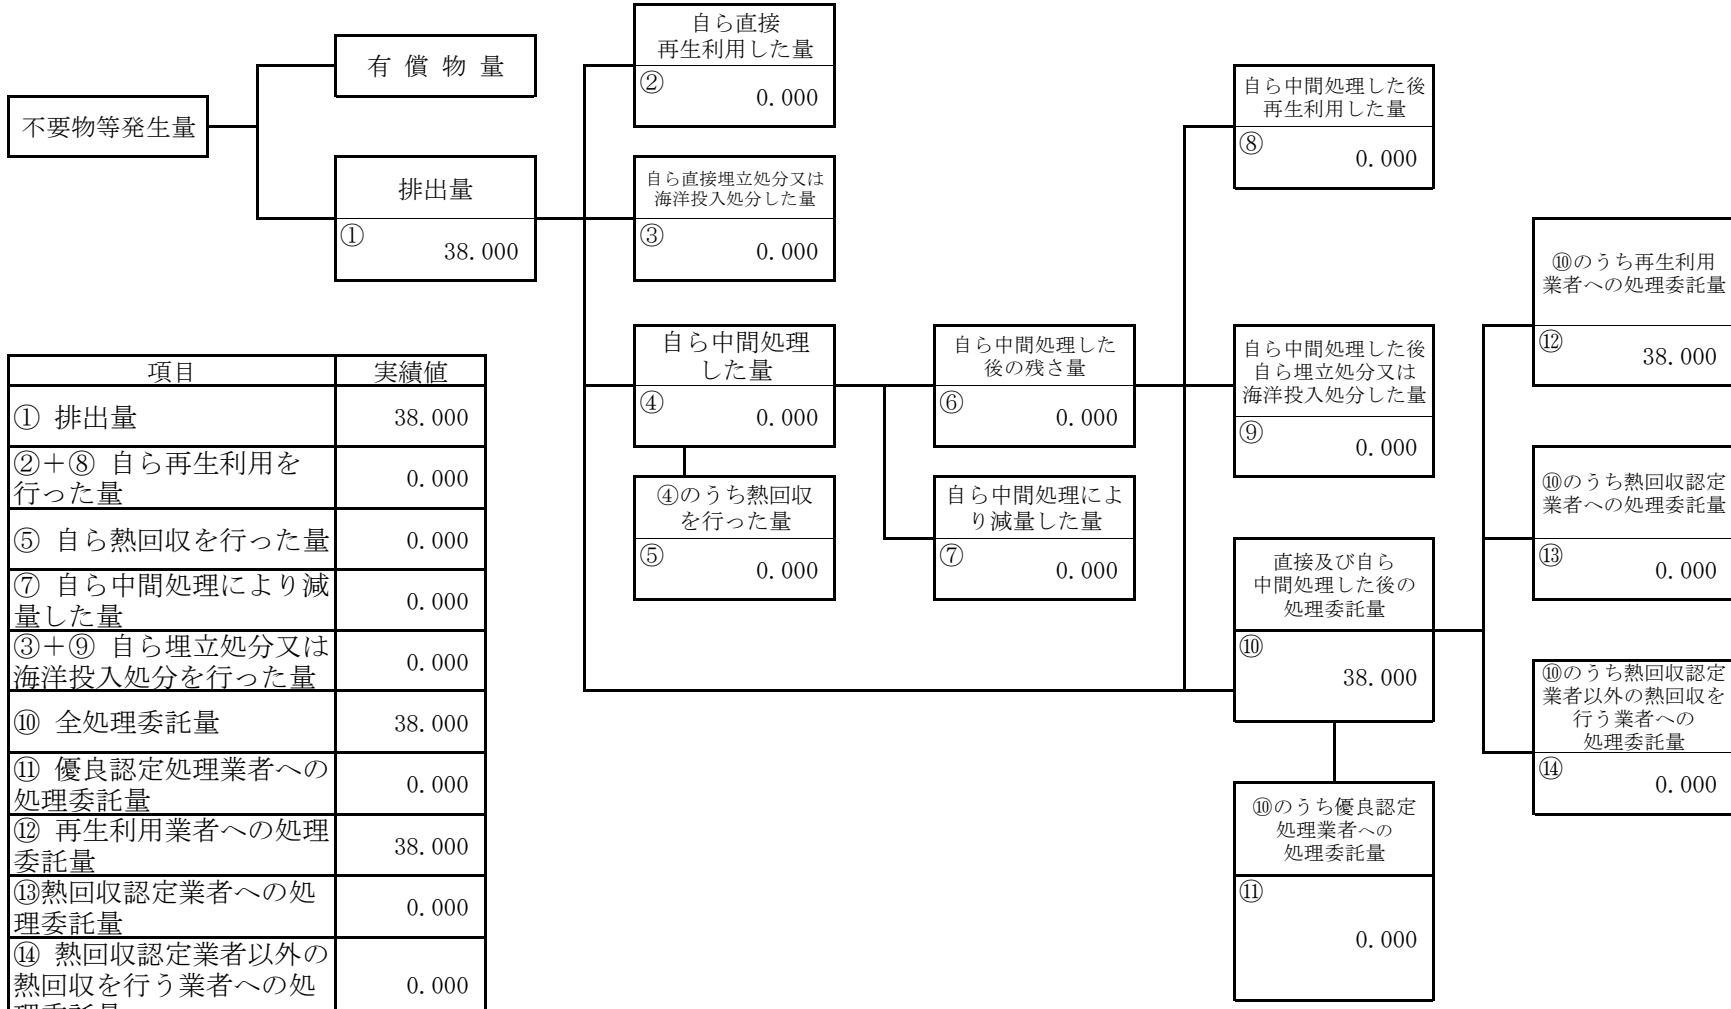 不要物等発生量
有 償 物 量
排出量
①
38.000
自ら直接
再生利用した量
②
0.000
自ら直接埋立処分又は
海洋投入処分した量
③
0.000
自ら中間処理
した量
④
0.000
④のうち熱回収
を行った量
⑤
0.000
自ら中間処理した
後の残さ量
⑥
0.000
自ら中間処理によ
り減量した量
⑦
0.000
自ら中間処理した後
再生利用した量
⑧
0.000
自ら中間処理した後
自ら埋立処分又は
海洋投入処分した量
⑨
0.000
直接及び自ら
中間処理した後の
処理委託量
⑩
38.000
⑩のうち優良認定
処理業者への
処理委託量
⑪
0.000
⑩のうち再生利用
業者への処理委託量
⑫
38.000
⑩のうち熱回収認定
業者への処理委託量
⑬
0.000
⑩のうち熱回収認定
業者以外の熱回収を
行う業者への
処理委託量
⑭
0.000
項目 実績値
① 排出量 38.000
②+⑧ 自ら再生利用を
行った量 0.000
⑤ 自ら熱回収を行った量 0.000
⑦ 自ら中間処理により減
量した量 0.000
③+⑨ 自ら埋立処分又は
海洋投入処分を行った量 0.000
⑩ 全処理委託量 38.000
⑪ 優良認定処理業者への
処理委託量 0.000
⑫ 再生利用業者への処理
委託量 38.000
⑬熱回収認定業者への処
理委託量 0.000
⑭ 熱回収認定業者以外の
熱回収を行う業者への処 0.000